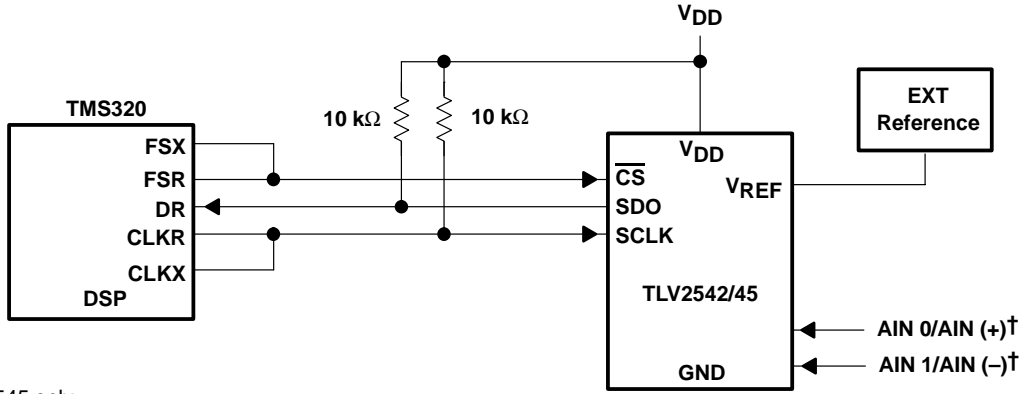 VDD
TMS320
FSX
FSR
DR
CLKR
CLKX
DSP
10 kΩ
10 kΩ
VDD
CS
SDO
SCLK
VREF
TLV2542/45
GND
EXT
Reference
AIN 0/AIN (+)†
AIN 1/AIN (–)†